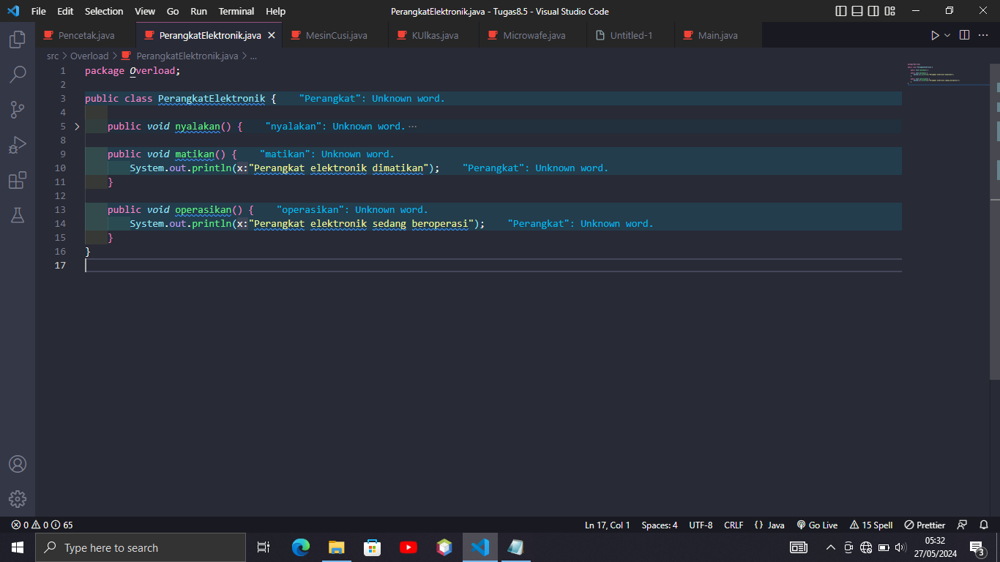 File Edit Selection View Go Run Terminal Help PerangkatElektronik.java - Tugas8.5 - Visual Studio Code
Pencetak.java PerangkatElektronik.java MesinCusi.java KUlkas.java Microwafe.java Untitled-1 Main.java
src > Overload > PerangkatElektronik.java > ...
1 package Overload;
2
3 public class PerangkatElektronik { "Perangkat": Unknown word.
4
5 public void nyalakan() { "nyalakan": Unknown word. ...
8
9 public void matikan() { "matikan": Unknown word.
10 System.out.println(x:"Perangkat elektronik dimatikan"); "Perangkat": Unknown word.
11 }
12
13 public void operasikan() { "operasikan": Unknown word.
14 System.out.println(x:"Perangkat elektronik sedang beroperasi"); "Perangkat": Unknown word.
15 }
16 }
17
0 0 65 Ln 17, Col 1 Spaces: 4 UTF-8 CRLF {} Java Go Live 15 Spell Prettier
Type here to search
05:32
27/05/2024
3